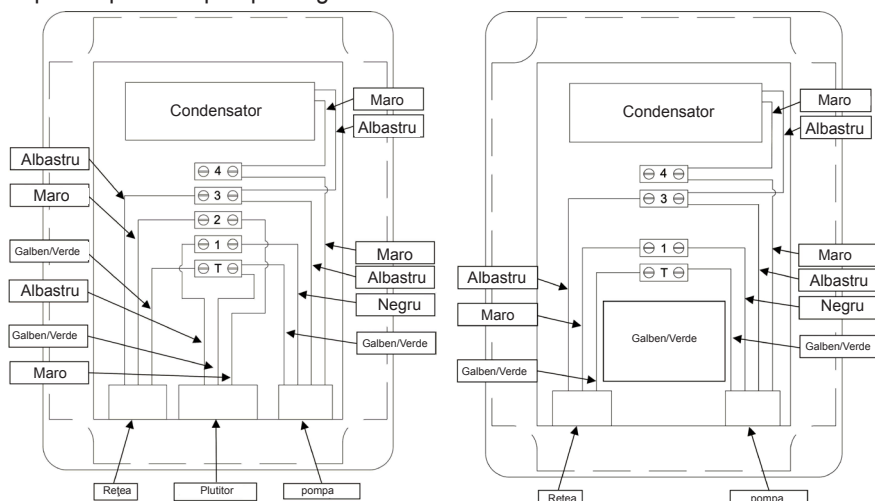 Condensator
Maro
Albastru
Albastru
Maro
Galben/Verde
Albastru
Galben/Verde
Maro
4
3
2
1
T
Maro
Albastru
Negru
Galben/Verde
Rețea
Plutitor
pompa
Condensator
Maro
Albastru
4
3
1
T
Albastru
Maro
Galben/Verde
Galben/Verde
Maro
Albastru
Negru
Galben/Verde
Rețea
pompa